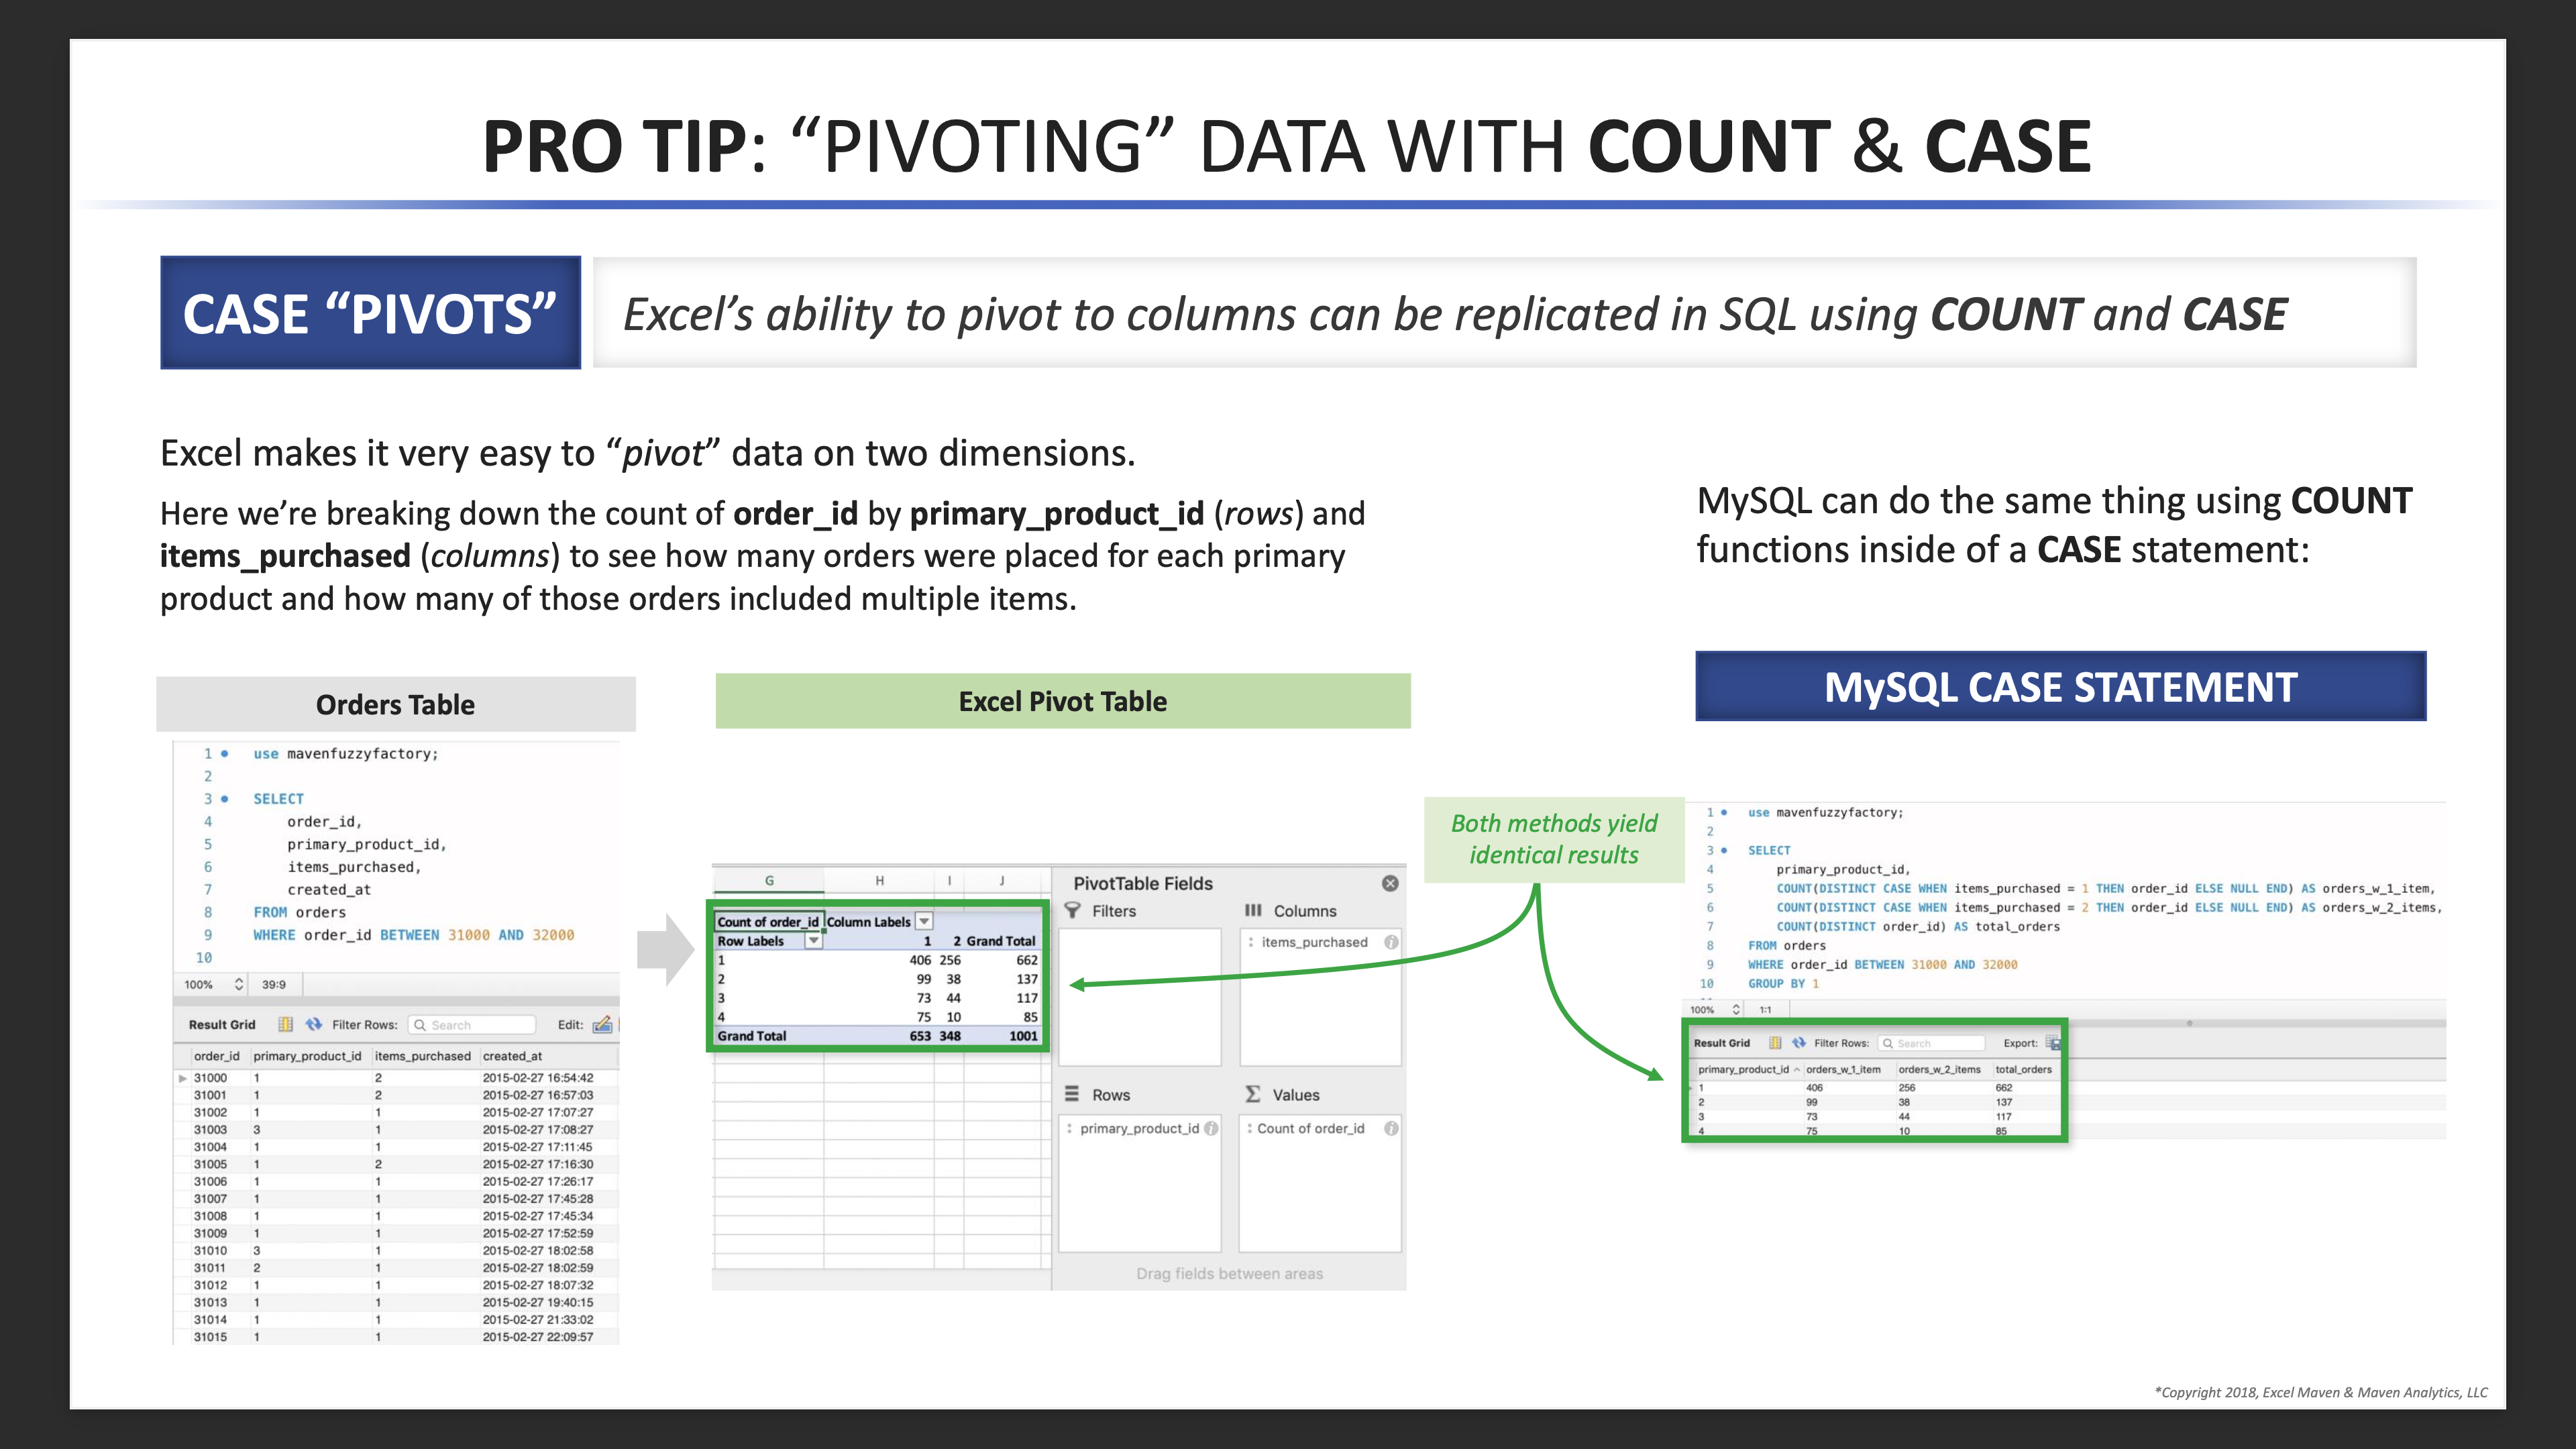 PRO TIP: “PIVOTING” DATA WITH COUNT & CASE
CASE “PIVOTS”
Excel’s ability to pivot to columns can be replicated in SQL using COUNT and CASE
Excel makes it very easy to “pivot” data on two dimensions.
Here we’re breaking down the count of order_id by primary_product_id (rows) and
items_purchased (columns) to see how many orders were placed for each primary
product and how many of those orders included multiple items.
MySQL can do the same thing using COUNT
functions inside of a CASE statement:
Orders Table
1 use mavenfuzzyfactory;
2
3 SELECT
4 order_id,
5 primary_product_id,
6 items_purchased,
7 created_at
8 FROM orders
9 WHERE order_id BETWEEN 31000 AND 32000
10
100% 39:9
Result Grid Filter Rows: Search Edit:
order_id primary_product_id items_purchased created_at
31000 1 2 2015-02-27 16:54:42
31001 1 2 2015-02-27 16:57:03
31002 1 1 2015-02-27 17:07:27
31003 3 1 2015-02-27 17:08:27
31004 1 1 2015-02-27 17:11:45
31005 1 2 2015-02-27 17:16:30
31006 1 1 2015-02-27 17:26:17
31007 1 1 2015-02-27 17:45:28
31008 1 1 2015-02-27 17:45:34
31009 1 1 2015-02-27 17:52:59
31010 3 1 2015-02-27 18:02:58
31011 2 1 2015-02-27 18:02:59
31012 1 1 2015-02-27 18:07:32
31013 1 1 2015-02-27 19:40:15
31014 1 1 2015-02-27 21:33:02
31015 1 1 2015-02-27 22:09:57
Excel Pivot Table
G H I J
Count of order_id Column Labels
Row Labels 1 2 Grand Total
1 406 256 662
2 99 38 137
3 73 44 117
4 75 10 85
Grand Total 653 348 1001
PivotTable Fields
Filters Columns
items_purchased
Rows Values
primary_product_id Count of order_id
Drag fields between areas
Both methods yield
identical results
MySQL CASE STATEMENT
1 use mavenfuzzyfactory;
2
3 SELECT
4 primary_product_id,
5 COUNT(DISTINCT CASE WHEN items_purchased = 1 THEN order_id ELSE NULL END) AS orders_w_1_item,
6 COUNT(DISTINCT CASE WHEN items_purchased = 2 THEN order_id ELSE NULL END) AS orders_w_2_items,
7 COUNT(DISTINCT order_id) AS total_orders
8 FROM orders
9 WHERE order_id BETWEEN 31000 AND 32000
10 GROUP BY 1
100% 1:1
Result Grid Filter Rows: Search Export:
primary_product_id orders_w_1_item orders_w_2_items total_orders
1 406 256 662
2 99 38 137
3 73 44 117
4 75 10 85
*Copyright 2018, Excel Maven & Maven Analytics, LLC